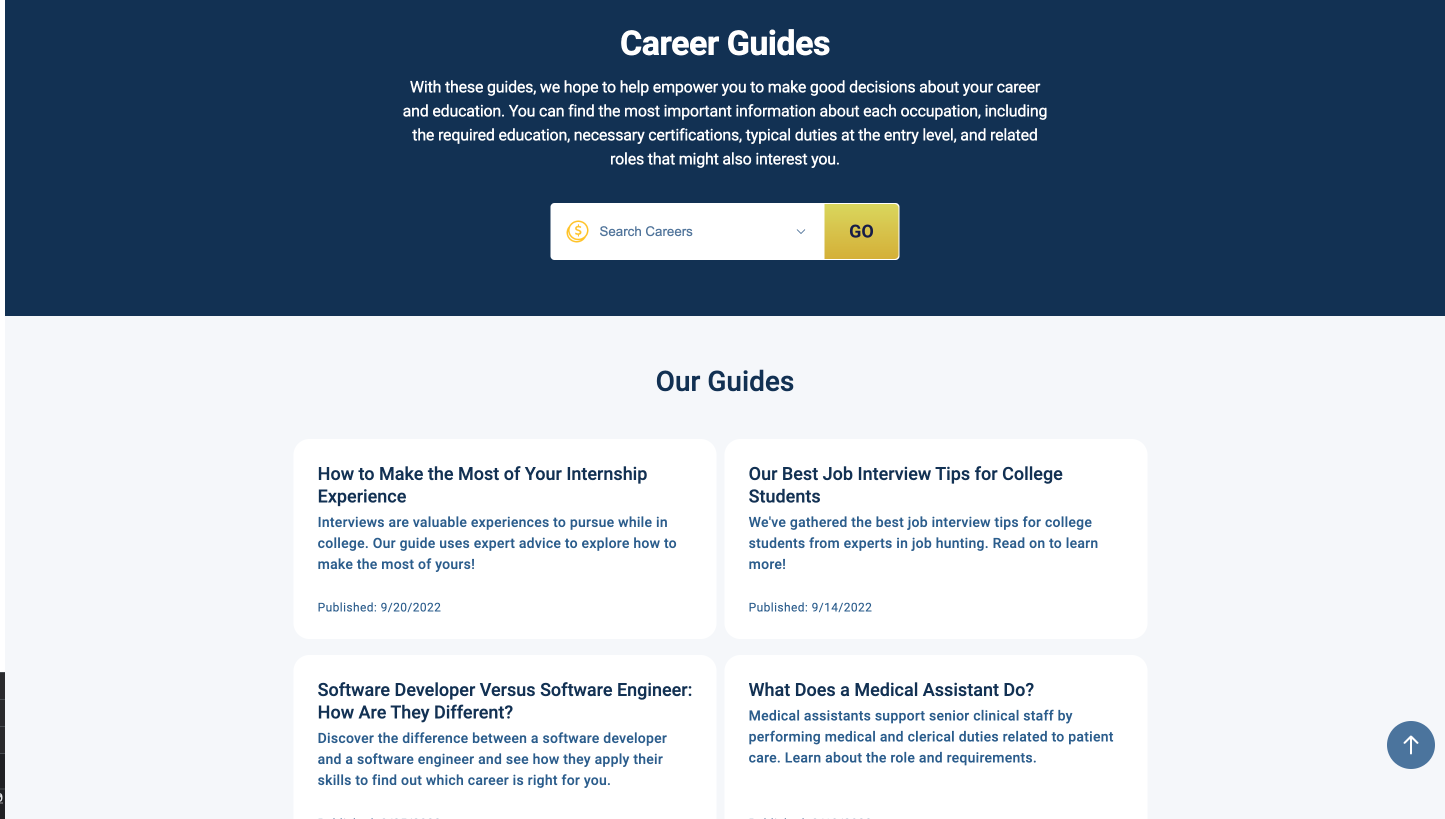 Career Guides
With these guides, we hope to help empower you to make good decisions about your career
and education. You can find the most important information about each occupation, including
the required education, necessary certifications, typical duties at the entry level, and related
roles that might also interest you.
Search Careers
GO
Our Guides
How to Make the Most of Your Internship
Experience
Interviews are valuable experiences to pursue while in
college. Our guide uses expert advice to explore how to
make the most of yours!
Published: 9/20/2022
Our Best Job Interview Tips for College
Students
We've gathered the best job interview tips for college
students from experts in job hunting. Read on to learn
more!
Published: 9/14/2022
Software Developer Versus Software Engineer:
How Are They Different?
Discover the difference between a software developer
and a software engineer and see how they apply their
skills to find out which career is right for you.
What Does a Medical Assistant Do?
Medical assistants support senior clinical staff by
performing medical and clerical duties related to patient
care. Learn about the role and requirements.